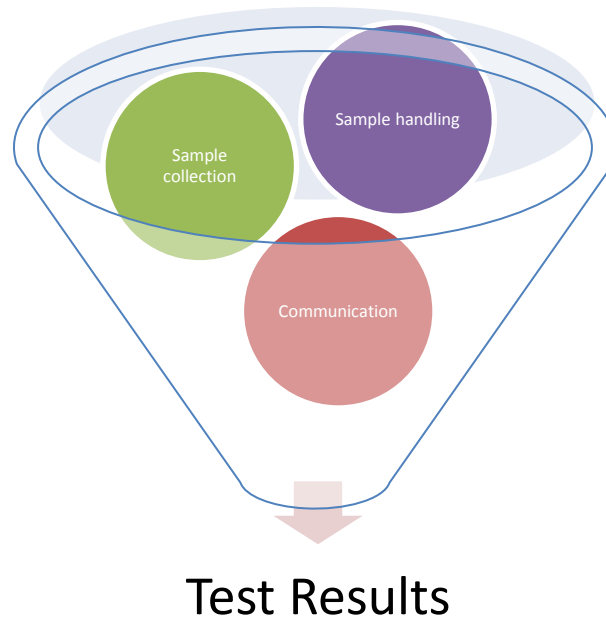 Sample handling
Sample
collection
Communication
Test Results